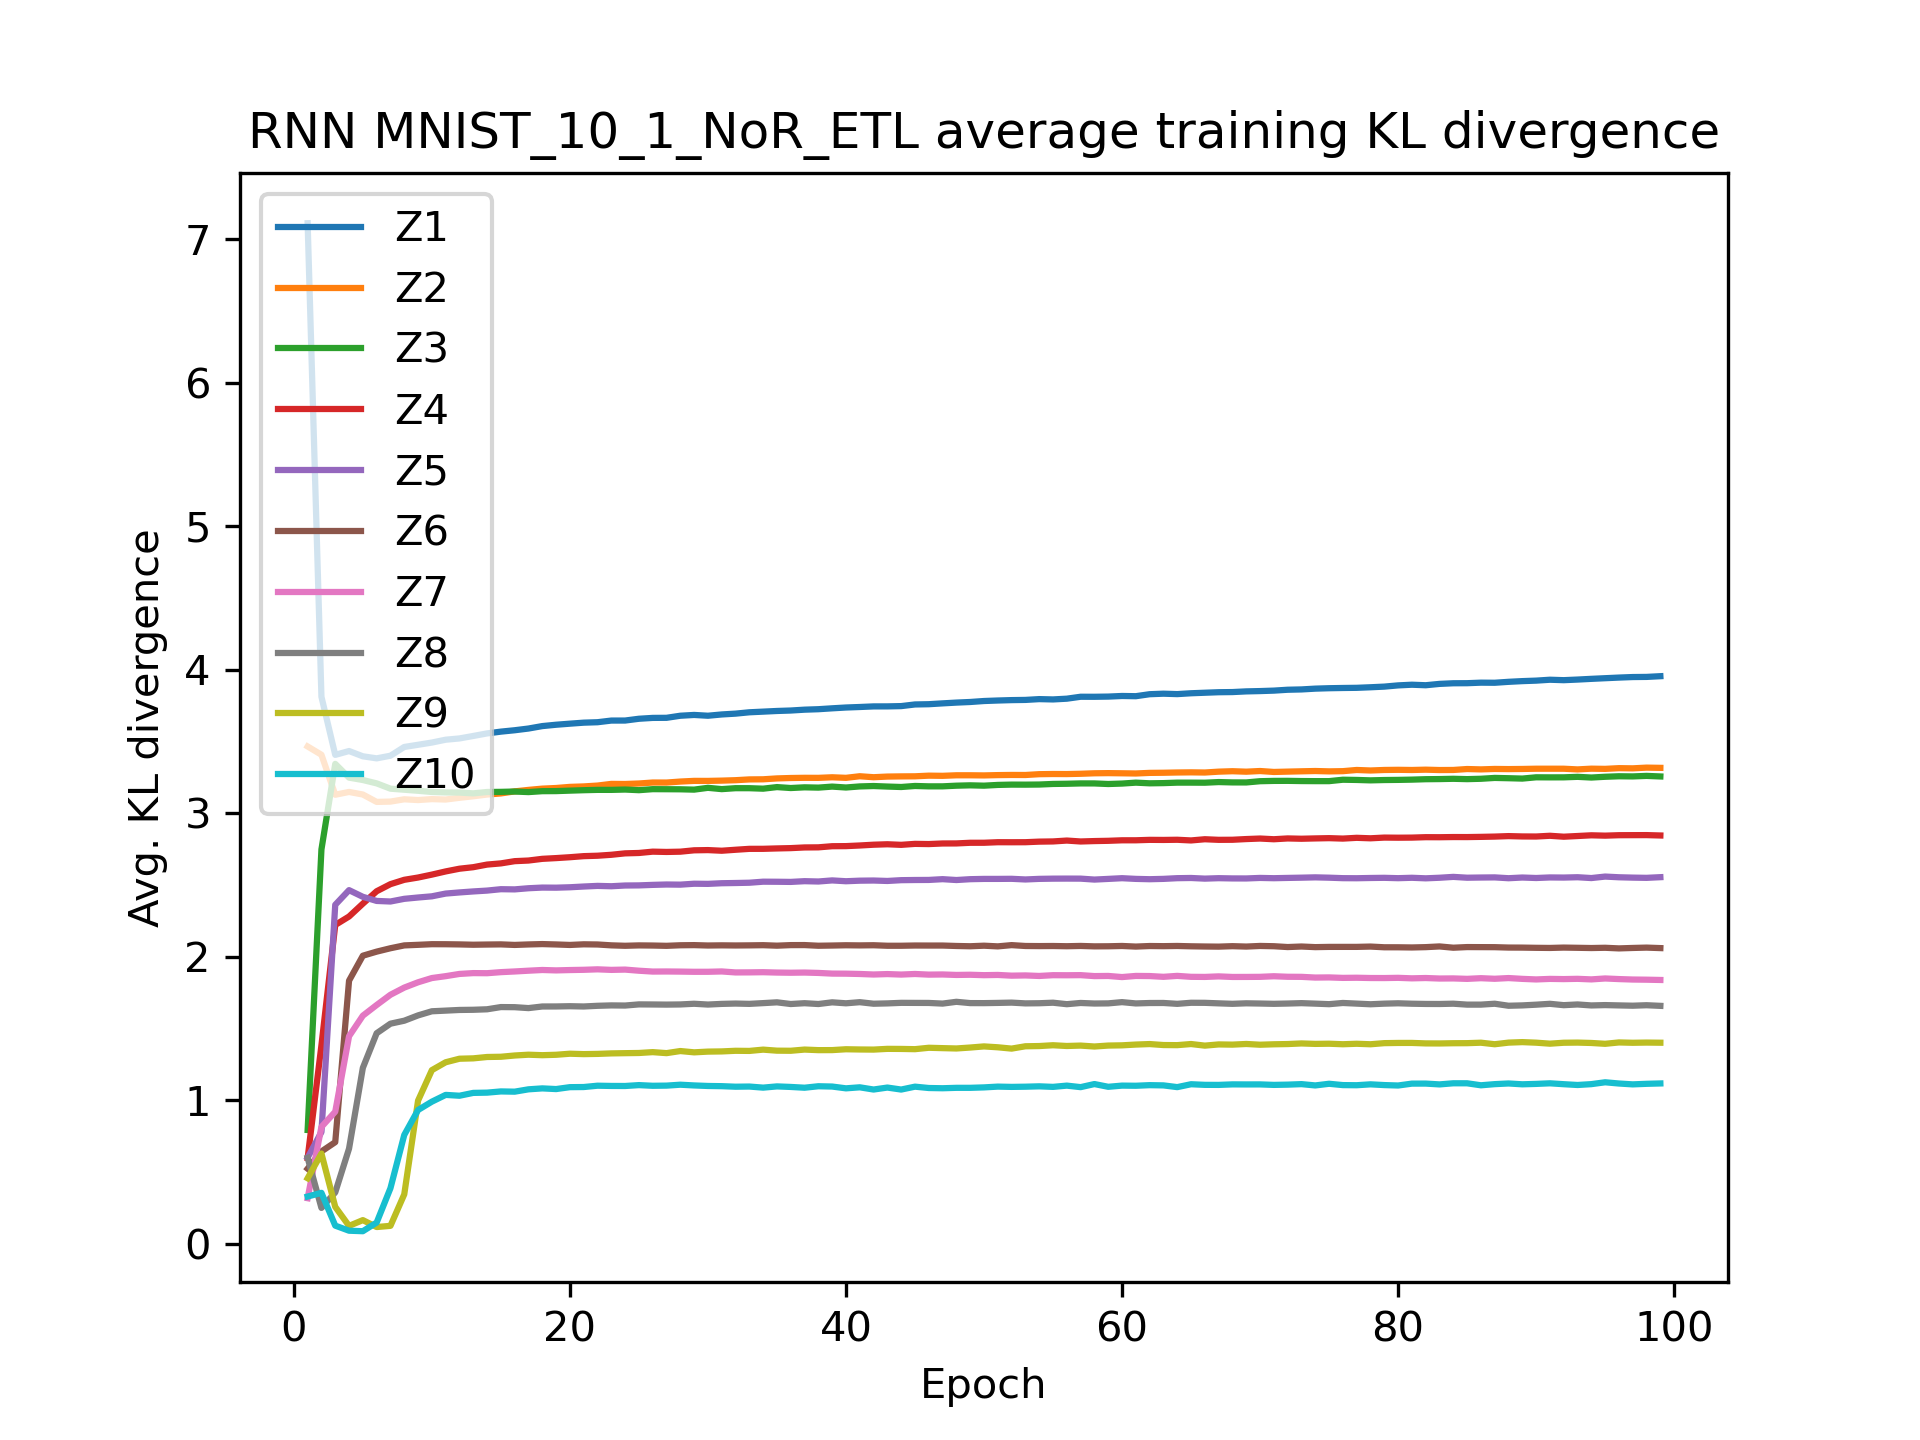 RNN MNIST_10_1_NoR_ETL average training KL divergence
Z1
Z2
Z3
Z4
Z5
Z6
Z7
Z8
Z9
Z10
7
6
5
4
3
2
1
0
Avg. KL divergence
0 20 40 60 80 100
Epoch